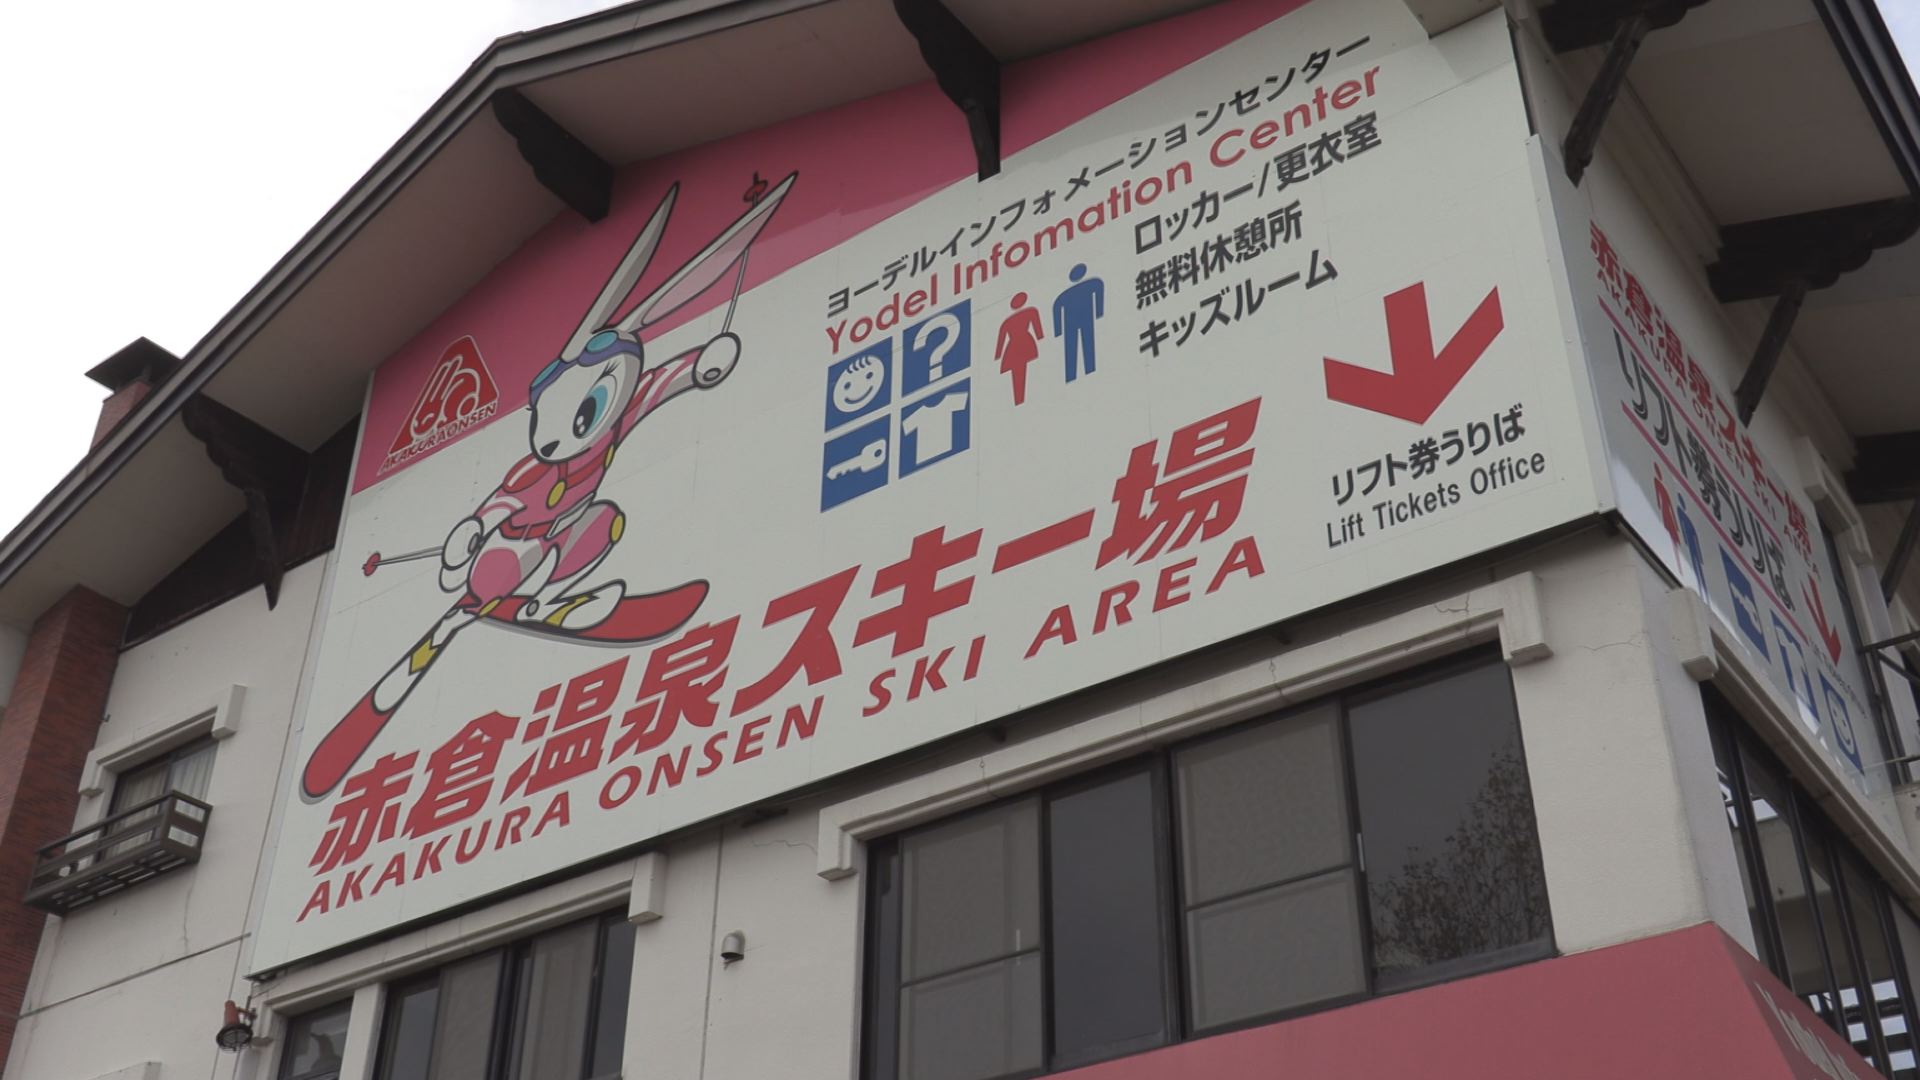 ヨーデルインフォメーションセンター
Yodel Infomation Center
ロッカー/更衣室
無料休憩所
キッズルーム
AKAKURAONSEN
リフト券うりば
Lift Tickets Office
赤倉温泉スキー場
AKAKURA ONSEN SKI AREA
赤倉温泉スキー場
AKAKURA ONSEN SKI AREA
リフト券うりば